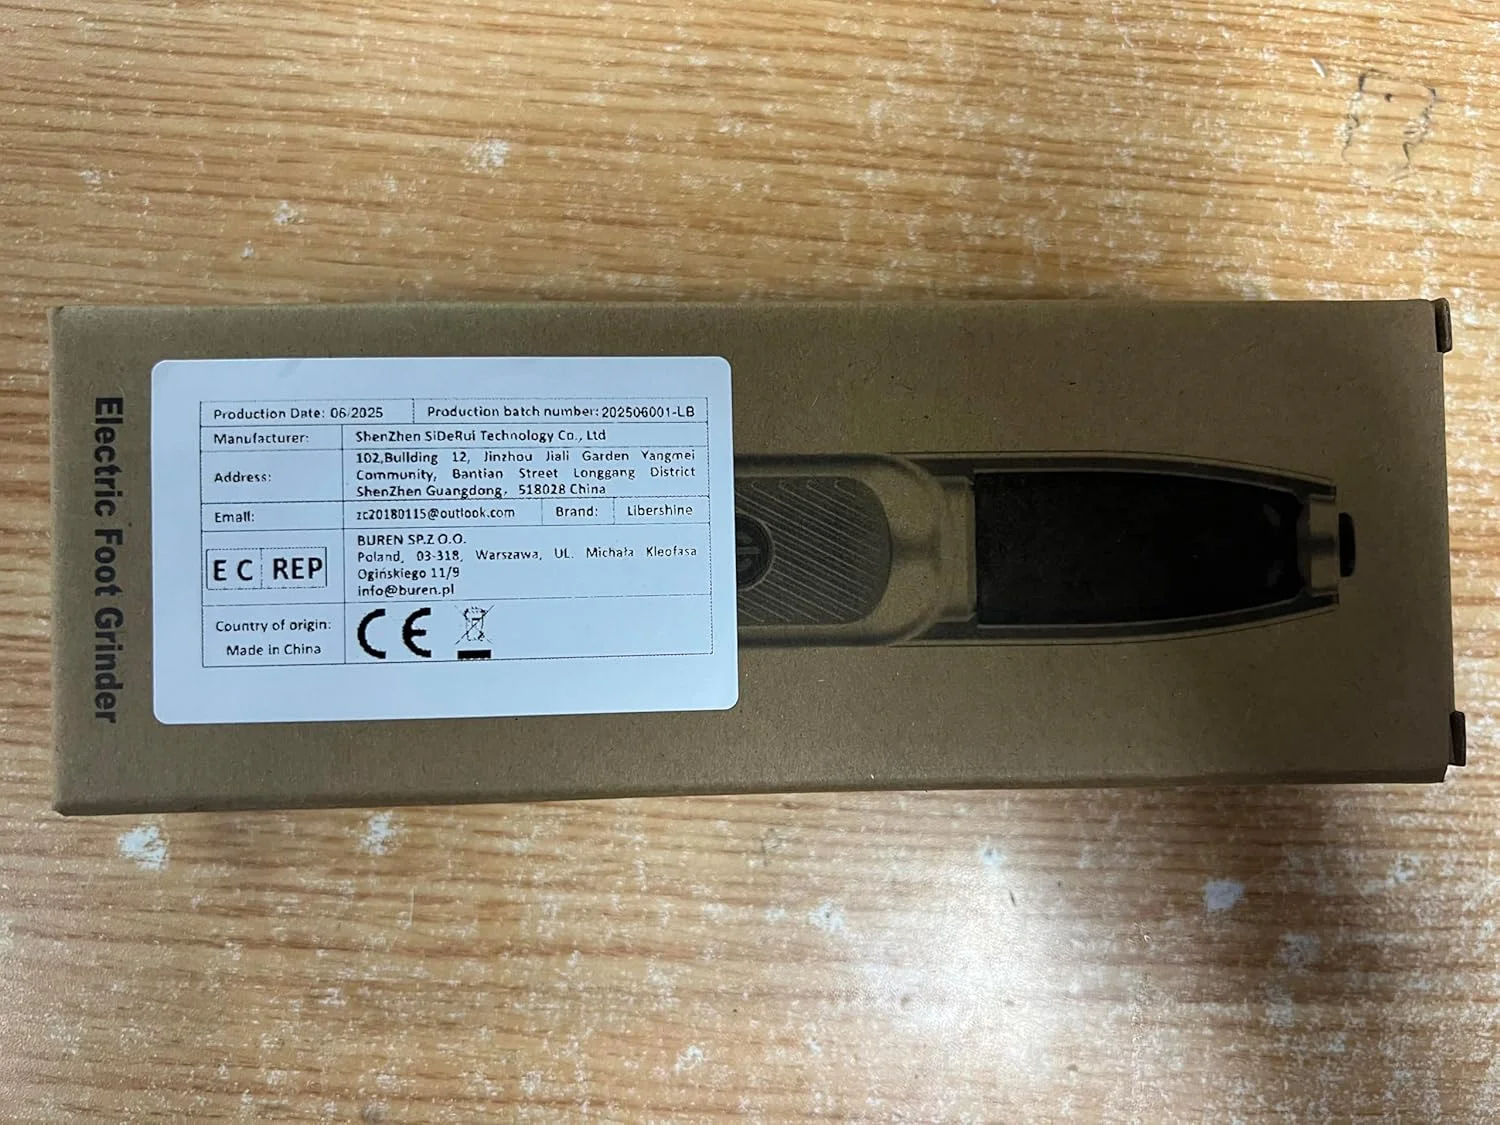 Electric Foot Grinder
Production Date: 06/2025 Production batch number: 202506001-LB
Manufacturer: ShenZhen SiDeRui Technology Co., Ltd
Address: 102,Building 12, Jinzhou Jiali Garden Yangmei
Community, Bantian Street Longgang District
ShenZhen Guangdong, 518028 China
Email: zc20180115@outlook.com Brand: Libershine
EC REP
BUREN SP.Z O.O.
Poland, 03-318, Warszawa, UL. Michała Kleofasa
Ogińskiego 11/9
info@buren.pl
Country of origin:
Made in China
CE